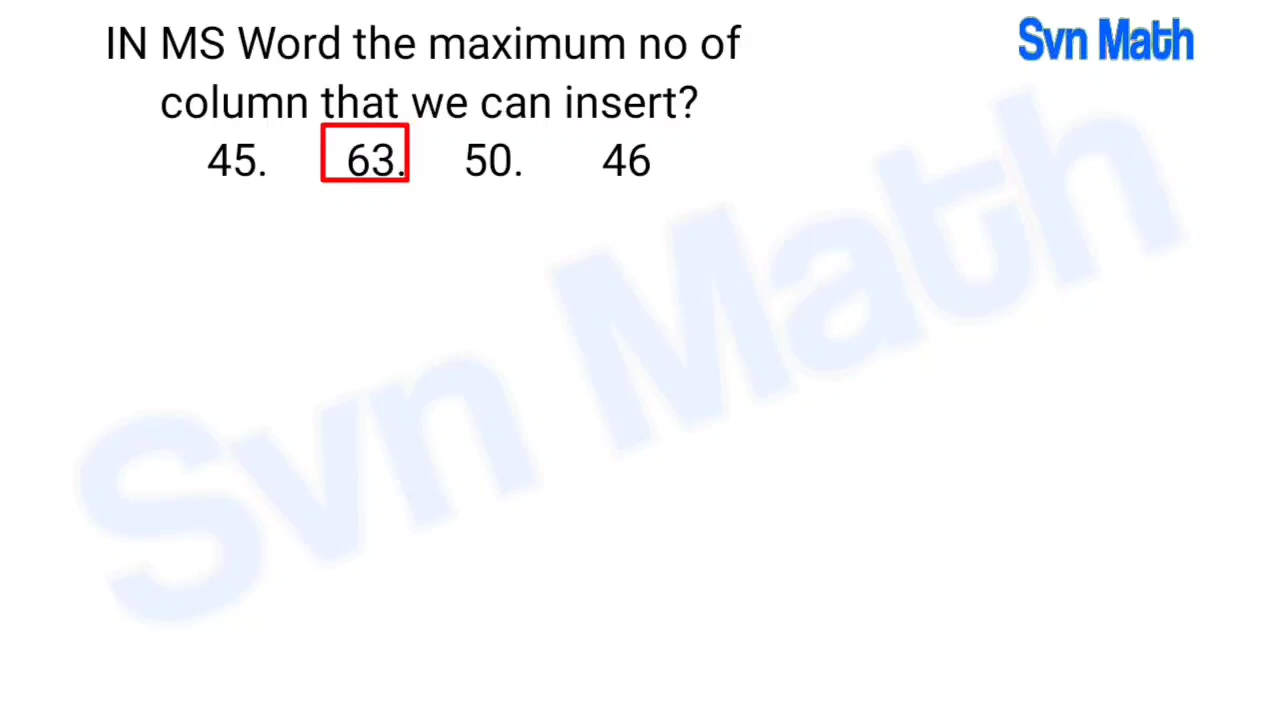 IN MS Word the maximum no of
column that we can insert?
45. 63. 50. 46
Svn Math
Svn Math